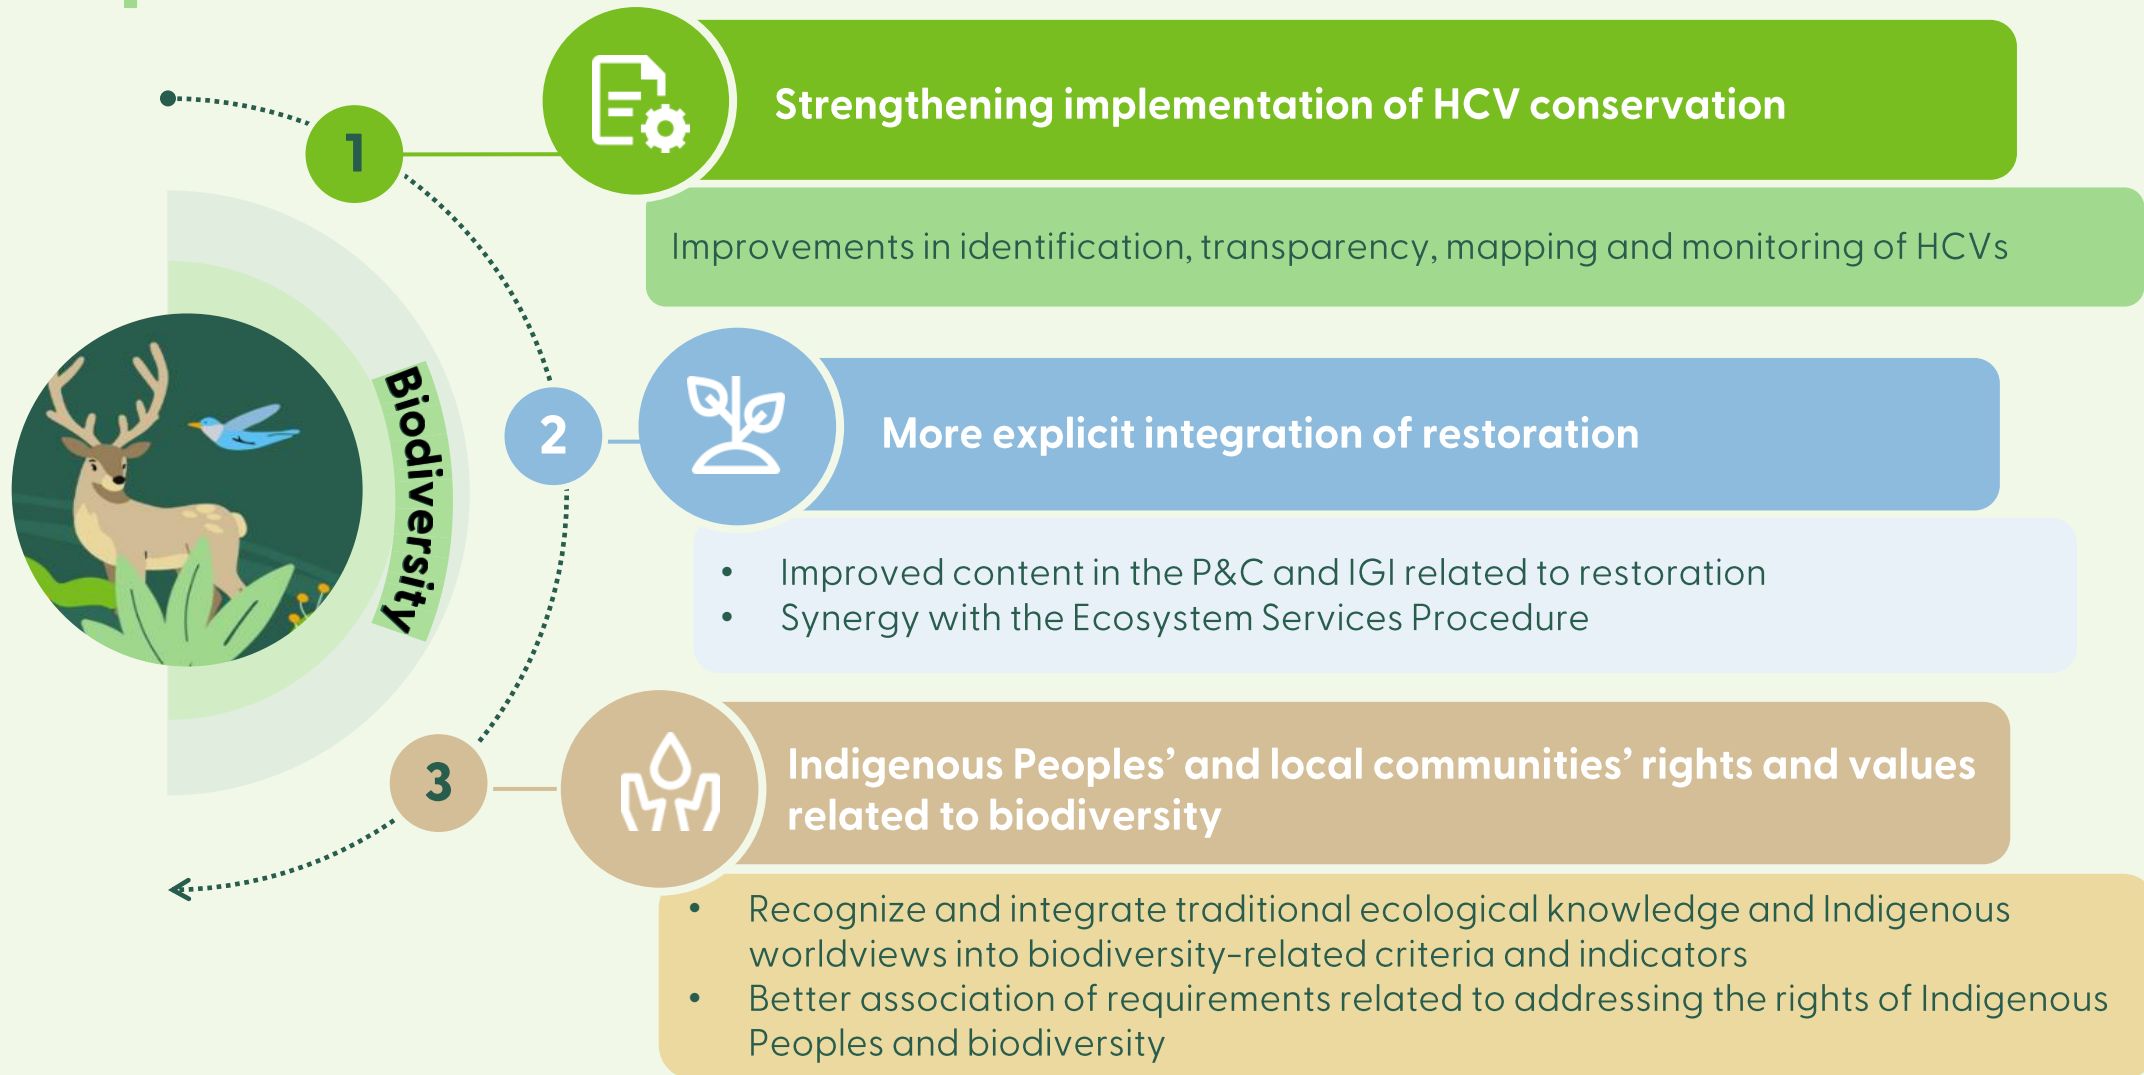 1
Strengthening implementation of HCV conservation
Improvements in identification, transparency, mapping and monitoring of HCVs
Biodiversity
2
More explicit integration of restoration
• Improved content in the P&C and IGI related to restoration
• Synergy with the Ecosystem Services Procedure
3
Indigenous Peoples’ and local communities’ rights and values
related to biodiversity
• Recognize and integrate traditional ecological knowledge and Indigenous
worldviews into biodiversity-related criteria and indicators
• Better association of requirements related to addressing the rights of Indigenous
Peoples and biodiversity